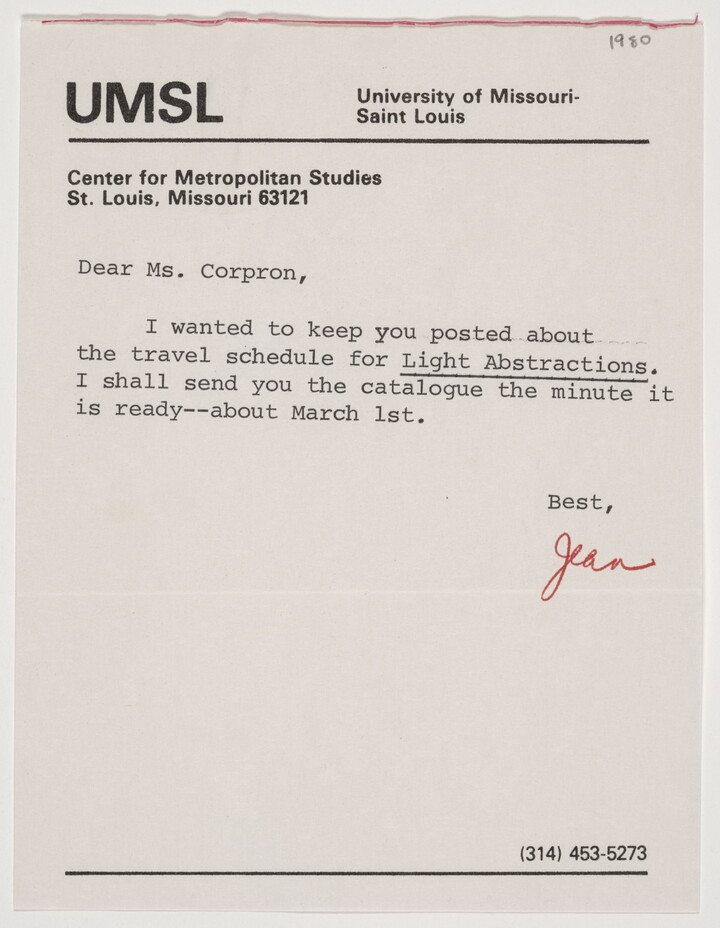 1980
UMSL
University of Missouri-
Saint Louis
Center for Metropolitan Studies
St. Louis, Missouri 63121
Dear Ms. Corpron,
I wanted to keep you posted about
the travel schedule for Light Abstractions.
I shall send you the catalogue the minute it
is ready--about March 1st.
Best,
Jean
(314) 453-5273